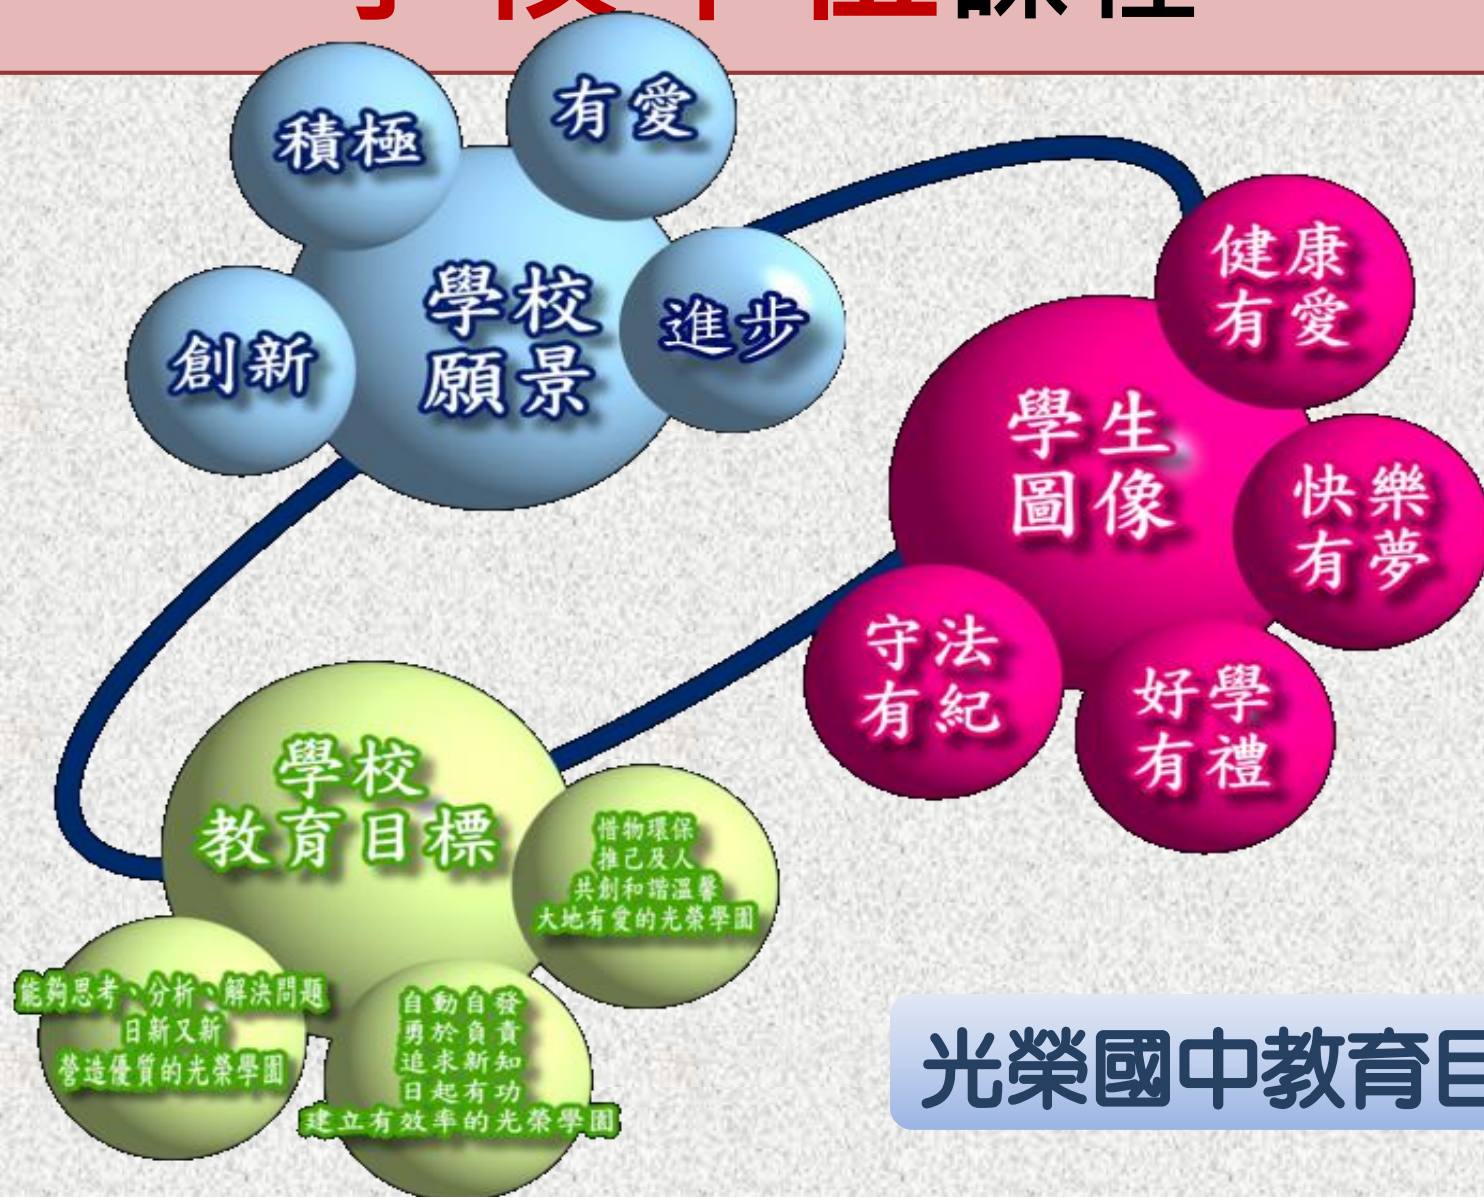 課程
積極
有愛
創新
學校
願景
進步
健康
有愛
學生
圖像
快樂
有夢
守法
有紀
好學
有禮
學校
教育目標
惜物環保
推己及人
共創和諧溫馨
大地有愛的光榮學園
能夠思考、分析、解決問題
日新又新
營造優質的光榮學園
自動自發
勇於負責
追求新知
日起有功
建立有效率的光榮學園
光榮國中教育目